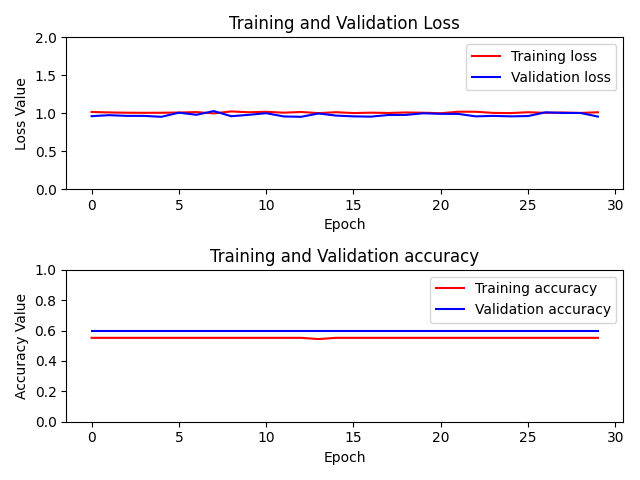 Training and Validation Loss
Loss Value
2.0
1.5
1.0
0.5
0.0
Training loss
Validation loss
0 5 10 15 20 25 30
Epoch
Training and Validation accuracy
Accuracy Value
1.0
0.8
0.6
0.4
0.2
0.0
Training accuracy
Validation accuracy
0 5 10 15 20 25 30
Epoch